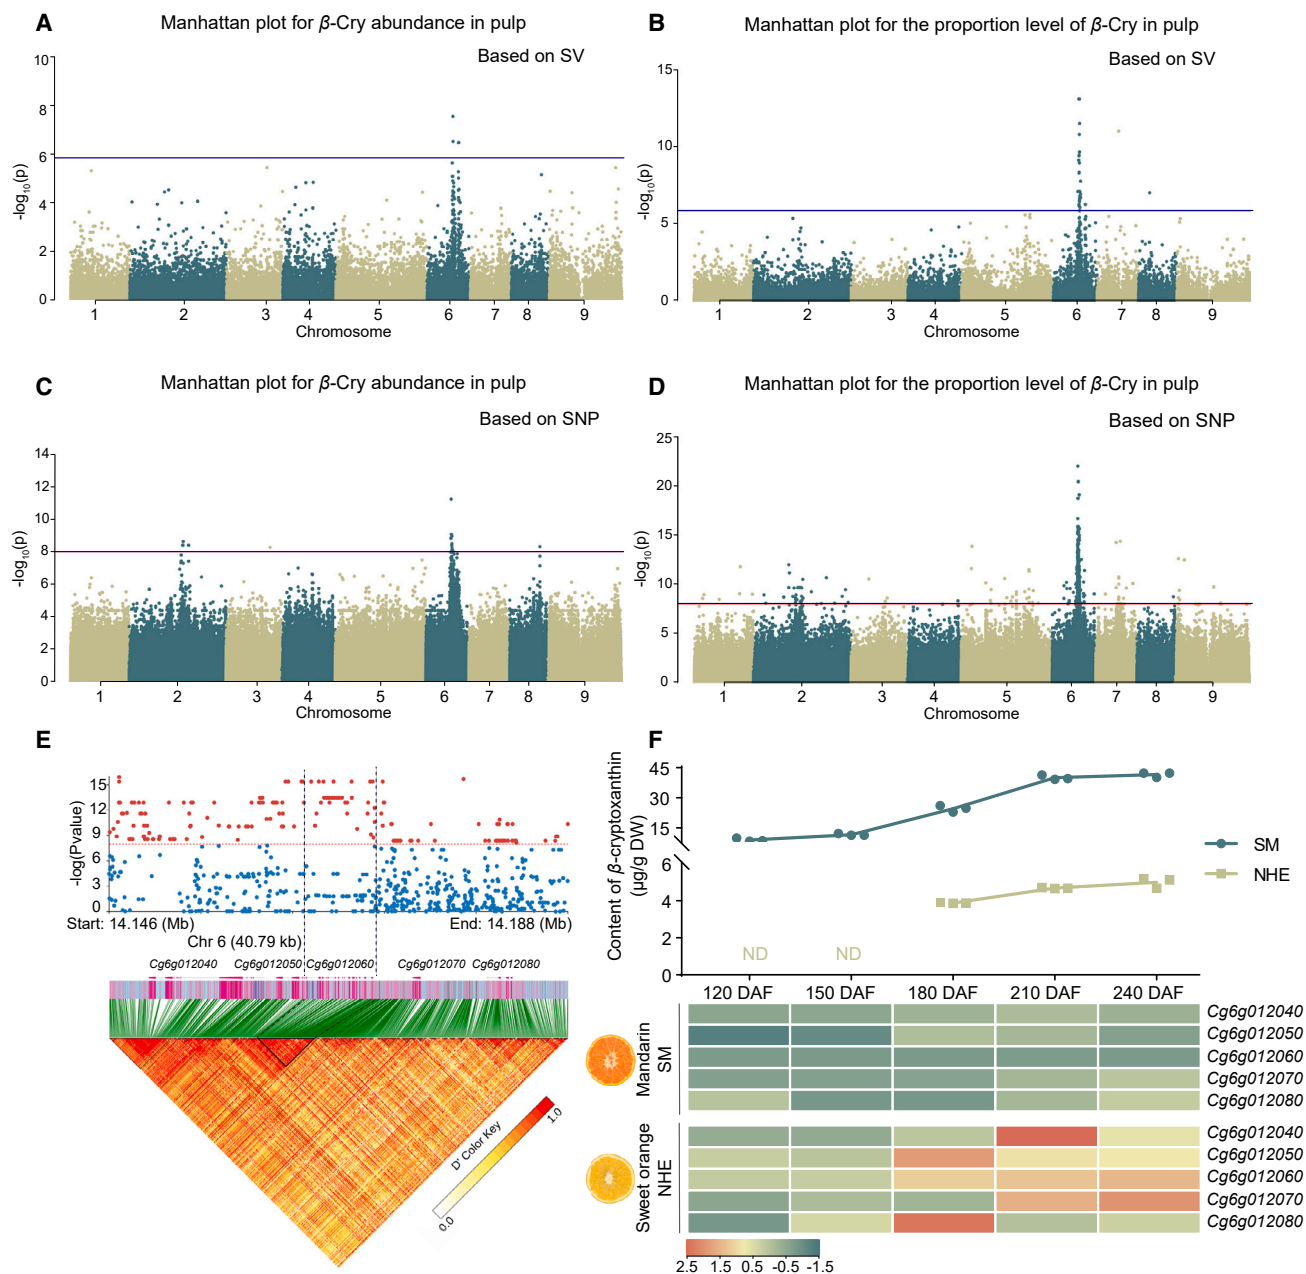 A
Manhattan plot for β-Cry abundance in pulp
Based on SV
-log10(p)
10
8
6
4
2
0
1 2 3 4 5 6 7 8 9
Chromosome
B
Manhattan plot for the proportion level of β-Cry in pulp
Based on SV
-log10(p)
15
10
5
0
1 2 3 4 5 6 7 8 9
Chromosome
C
Manhattan plot for β-Cry abundance in pulp
Based on SNP
-log10(p)
14
12
10
8
6
4
2
0
1 2 3 4 5 6 7 8 9
Chromosome
D
Manhattan plot for the proportion level of β-Cry in pulp
Based on SNP
-log10(p)
25
20
15
10
5
0
1 2 3 4 5 6 7 8 9
Chromosome
E
-log(Pvalue)
15
12
9
6
3
0
Start: 14.146 (Mb) End: 14.188 (Mb)
Chr 6 (40.79 kb)
Cg6g012040 Cg6g012050 Cg6g012060 Cg6g012070 Cg6g012080
D' Color Key
0.0
1.0
F
Content of β-cryptoxanthin
(μg/g DW)
45
30
15
6
4
2
0
ND ND
SM
NHE
120 DAF 150 DAF 180 DAF 210 DAF 240 DAF
Mandarin
SM
Cg6g012040
Cg6g012050
Cg6g012060
Cg6g012070
Cg6g012080
Sweet orange
NHE
Cg6g012040
Cg6g012050
Cg6g012060
Cg6g012070
Cg6g012080
2.5 1.5 0.5 -0.5 -1.5